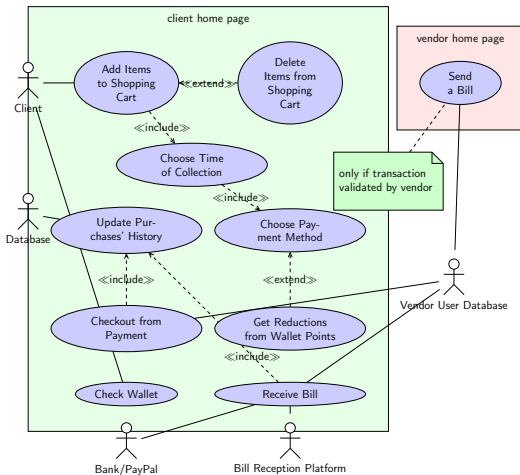 client home page
vendor home page
Add Items
to Shopping
Cart
≪extend≫
Delete
Items from
Shopping
Cart
Send
a Bill
Client
≪include≫
Choose Time
of Collection
only if transaction
validated by vendor
≪include≫
Database
Update Pur-
chases' History
Choose Pay-
ment Method
≪include≫
≪extend≫
Vendor User Database
Checkout from
Payment
Get Reductions
from Wallet Points
≪include≫
Check Wallet
Receive Bill
Bank/PayPal
Bill Reception Platform